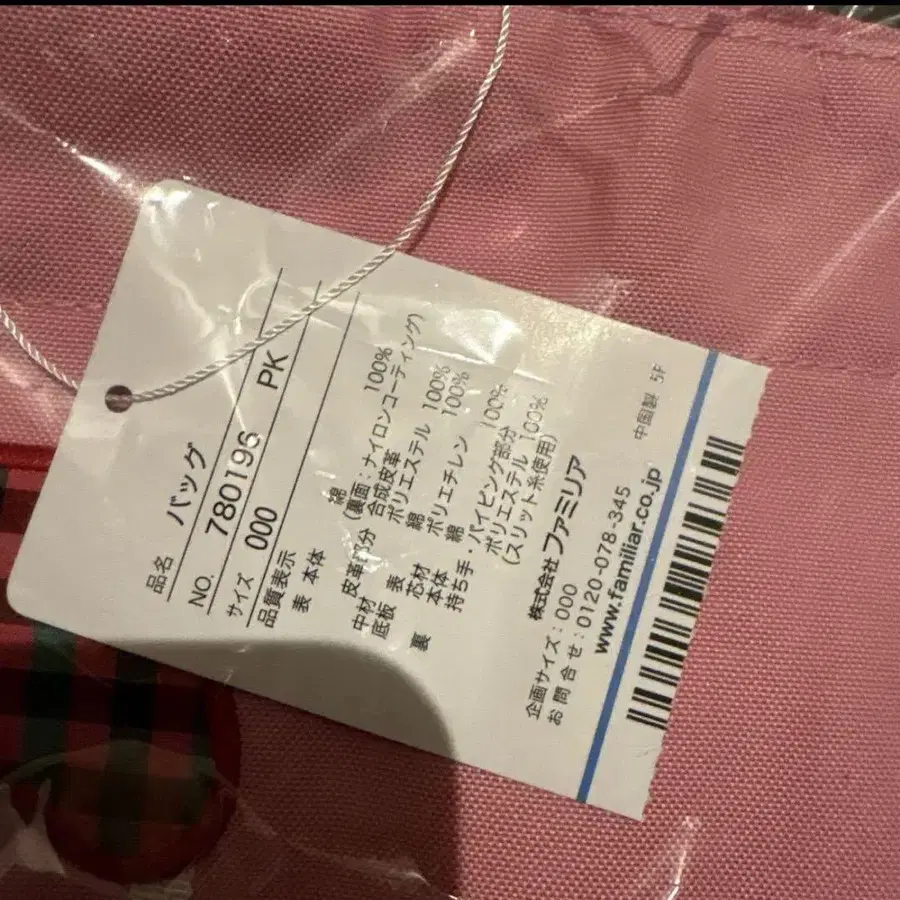 品名 バッグ
NO. 780196 PK
サイズ 000
品質表示
表 本体 綿 100%
(裏面:ナイロンコーティング)
皮革部分 合成皮革
中材 ポリエステル 100%
底板 表 綿 100%
芯材 ポリエチレン 100%
裏 本体 綿 100%
持ち手・パイピング部分
ポリエステル 100%
(スリット糸使用)
株式会社ファミリア
企画サイズ:000
お問合せ:0120-078-345
www.familiar.co.jp
中国製 5F